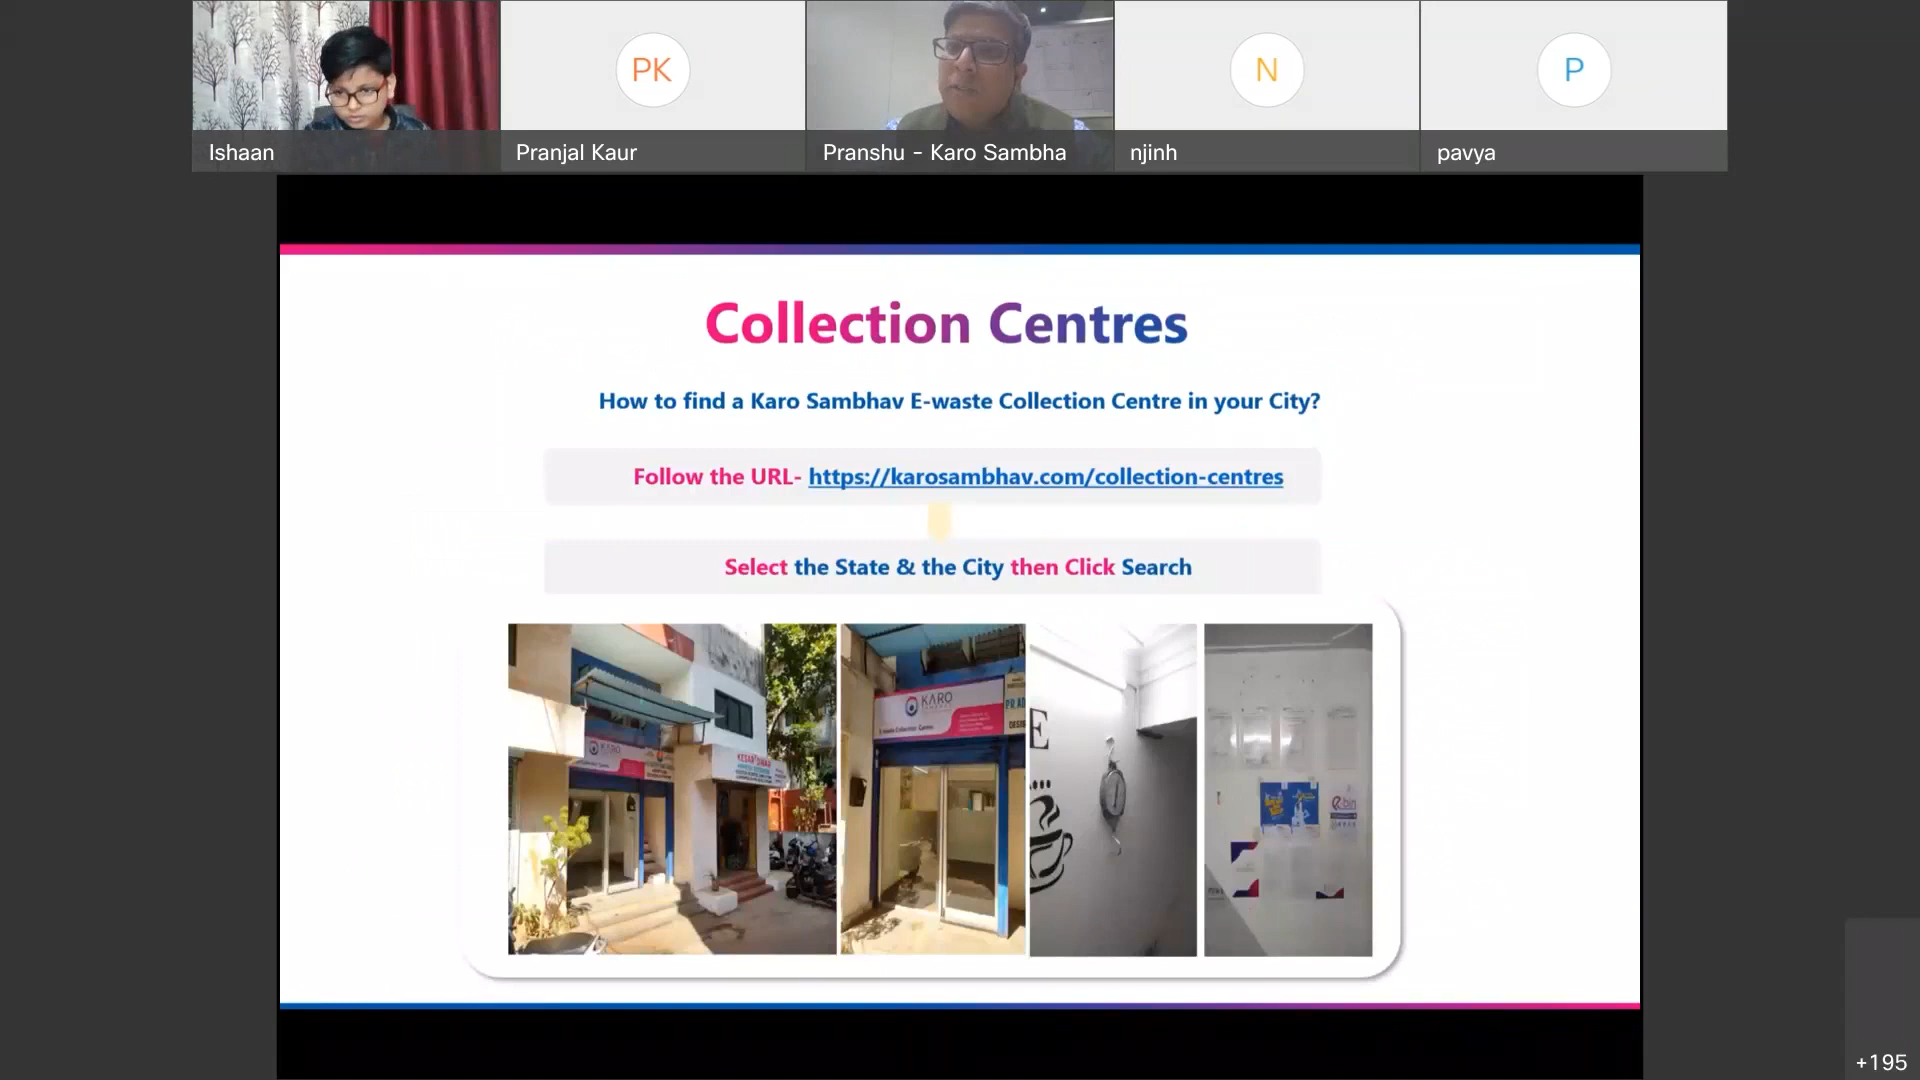 PK
N
P
Ishaan
Pranjal Kaur
Pranshu - Karo Sambha
njinh
pavya
Collection Centres
How to find a Karo Sambhav E-waste Collection Centre in your City?
Follow the URL- https://karosambhav.com/collection-centres
Select the State & the City then Click Search
KARO
KARO
E
bin
+195